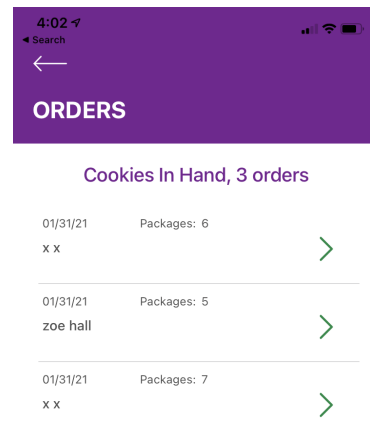 4:02
◀ Search
ORDERS
Cookies In Hand, 3 orders
01/31/21 Packages: 6
x x
01/31/21 Packages: 5
zoe hall
01/31/21 Packages: 7
x x